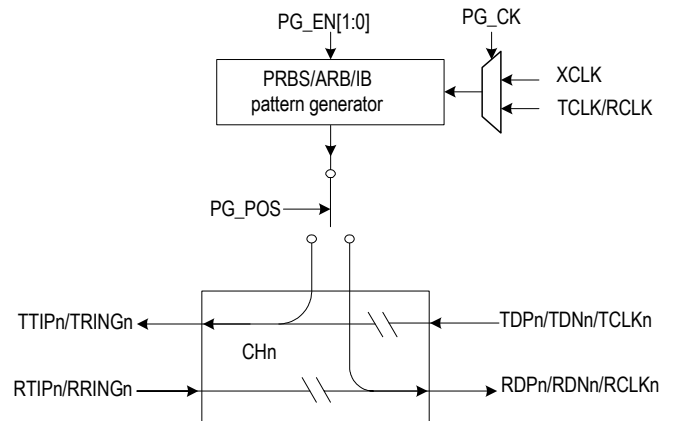 PG_EN[1:0]
PG_CK
PRBS/ARB/IB
pattern generator
XCLK
TCLK/RCLK
PG_POS
TTIPn/TRINGn
TDPn/TDNn/TCLKn
CHn
RTIPn/RRINGn
RDPn/RDNn/RCLKn